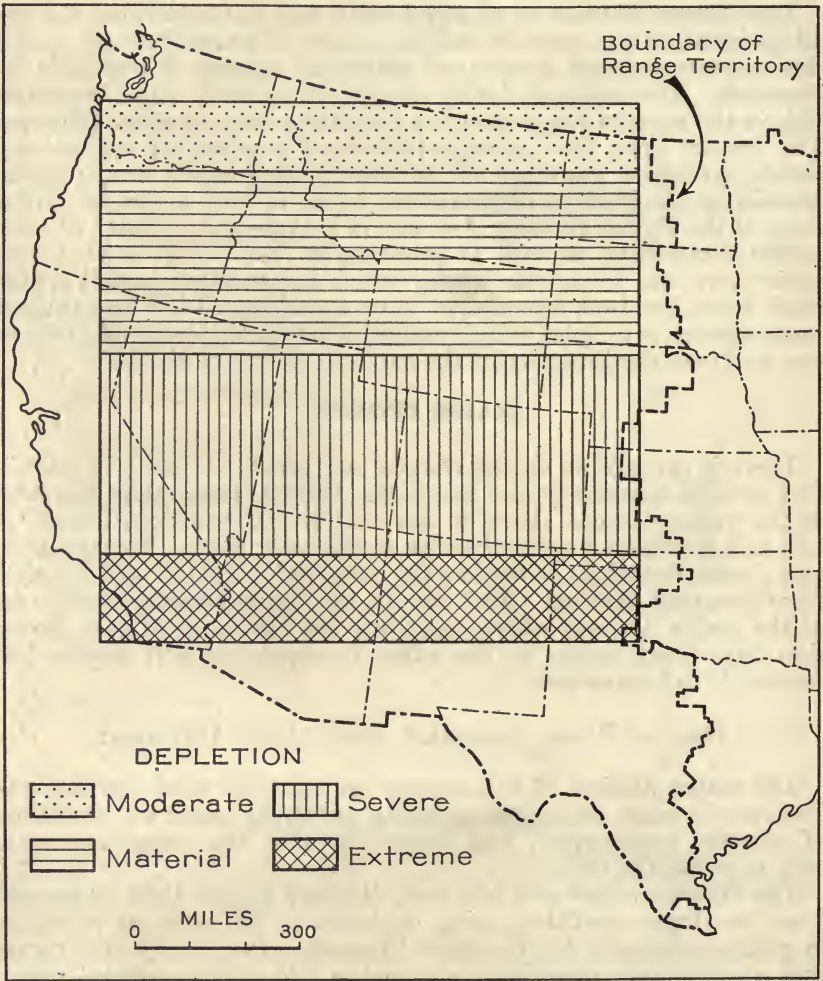 Boundary of
Range Territory
DEPLETION
Moderate
Severe
Material
Extreme
MILES
0 300